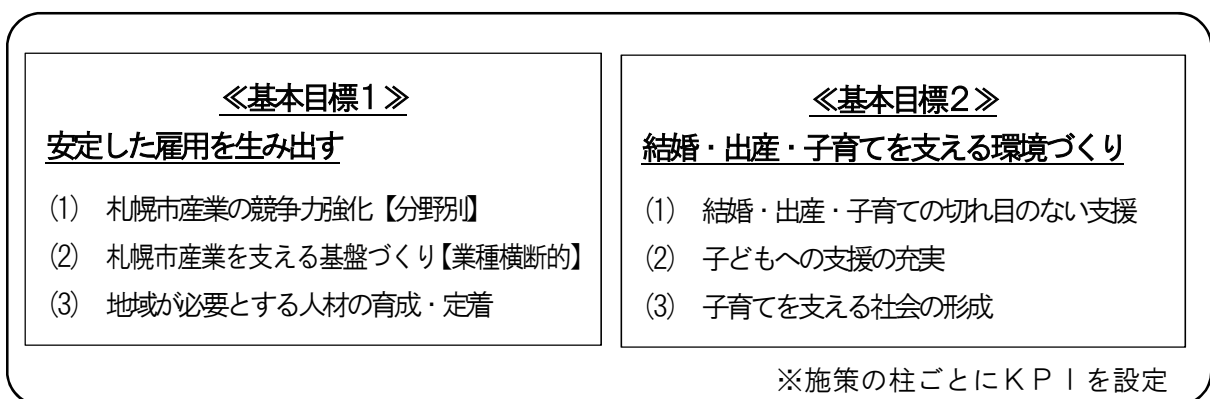 ≪基本目標1≫
安定した雇用を生み出す
(1) 札幌市産業の競争力強化【分野別】
(2) 札幌市産業を支える基盤づくり【業種横断的】
(3) 地域が必要とする人材の育成・定着
≪基本目標2≫
結婚・出産・子育てを支える環境づくり
(1) 結婚・出産・子育ての切れ目のない支援
(2) 子どもへの支援の充実
(3) 子育てを支える社会の形成
※施策の柱ごとにKPIを設定